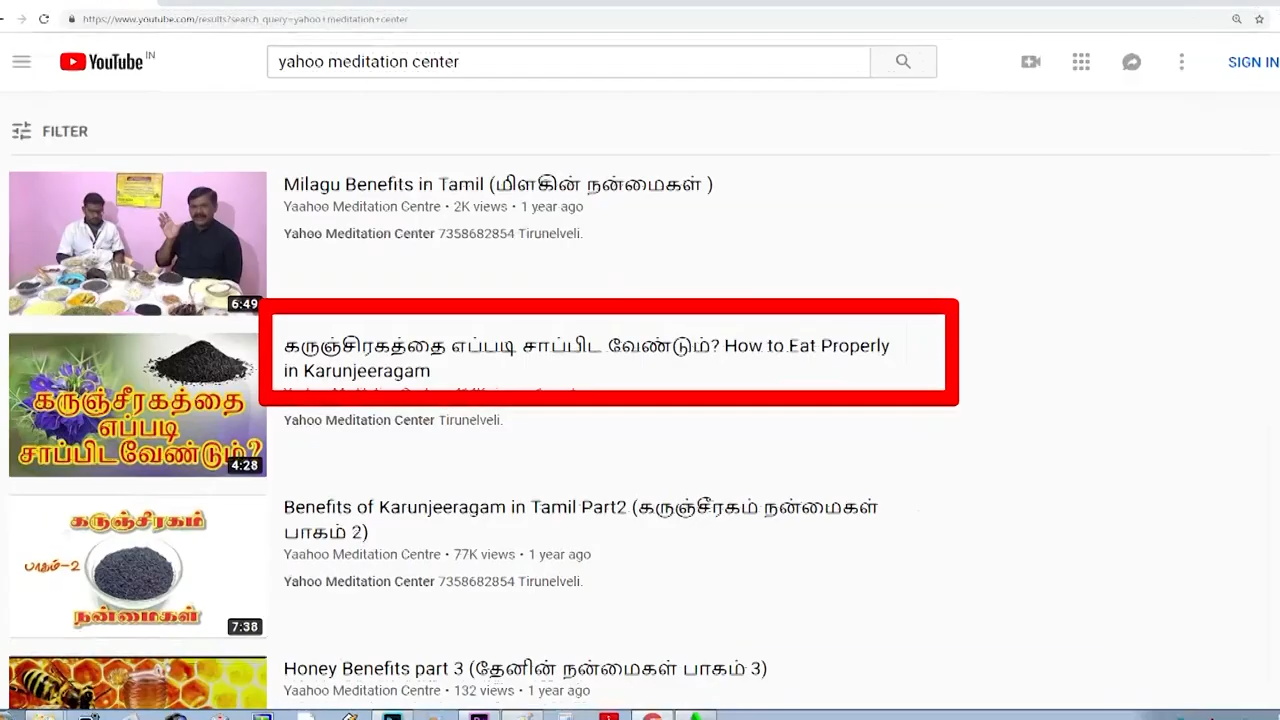 https://www.youtube.com/results?search_query=yahoo+meditation+center
YouTube IN
yahoo meditation center
SIGN IN
FILTER
Milagu Benefits in Tamil (மிளகின் நன்மைகள் )
Yaahoo Meditation Centre • 2K views • 1 year ago
Yahoo Meditation Center 7358682854 Tirunelveli.
6:49
கருஞ்சிரகத்தை எப்படி சாப்பிட வேண்டும்? How to Eat Properly
in Karunjeeragam
Yahoo Meditation Center Tirunelveli.
கருஞ்சீரகத்தை
எப்படி
சாப்பிடவேண்டும்?
4:28
Benefits of Karunjeeragam in Tamil Part2 (கருஞ்சீரகம் நன்மைகள்
பாகம் 2)
Yaahoo Meditation Centre • 77K views • 1 year ago
Yahoo Meditation Center 7358682854 Tirunelveli.
கருஞ்சீரகம்
பாகம்-2
நன்மைகள்
7:38
Honey Benefits part 3 (தேனின் நன்மைகள் பாகம் 3)
Yaahoo Meditation Centre • 132 views • 1 year ago